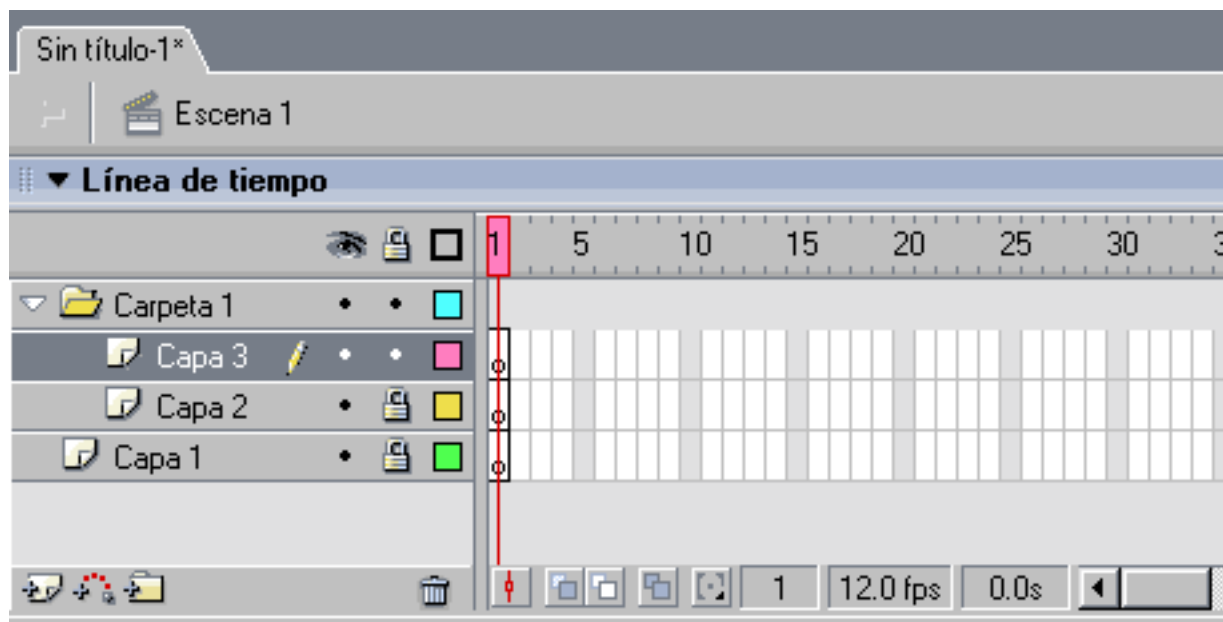 Sin título-1*
Escena 1
Línea de tiempo
1 5 10 15 20 25 30
Carpeta 1
Capa 3
Capa 2
Capa 1
1 12.0 fps 0.0s